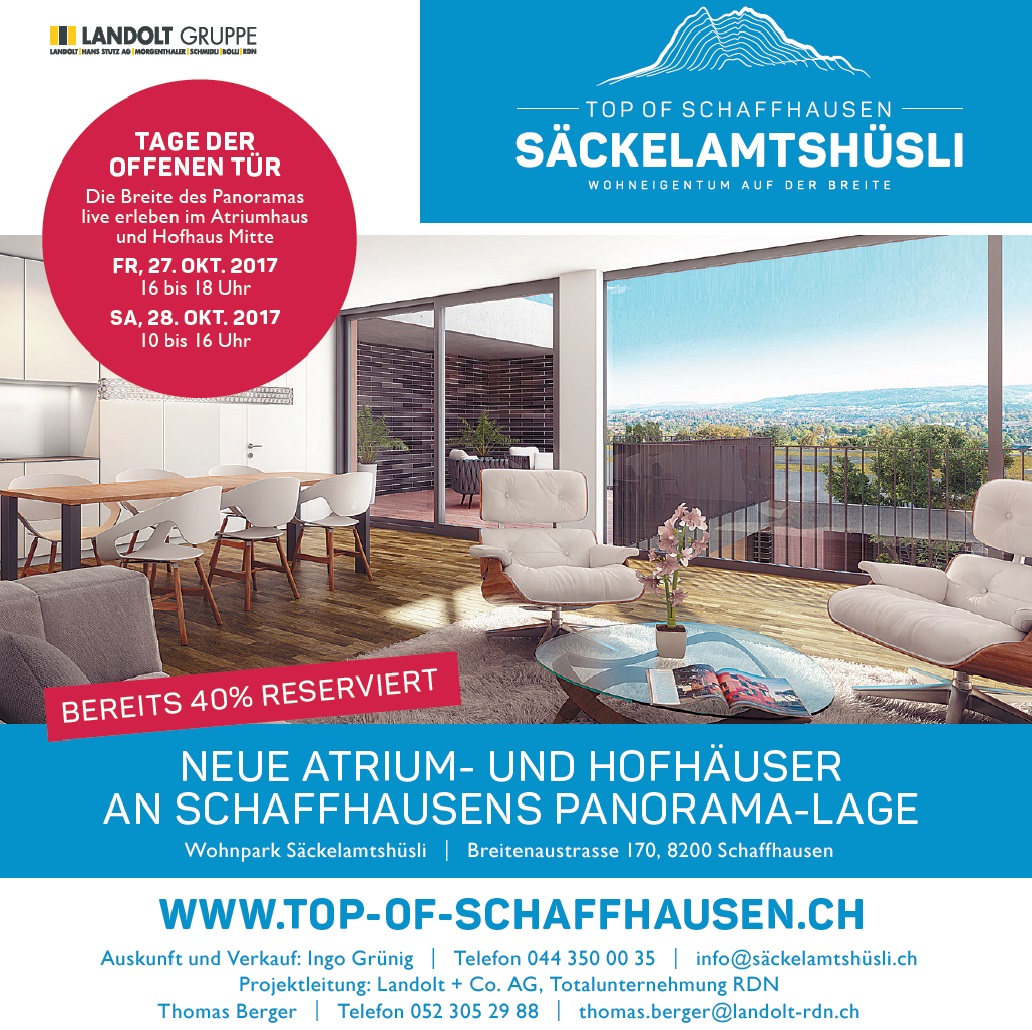 LANDOLT GRUPPE
LANDOLT | HANS STUTZ AG | MORGENTHALER | SCHMIDLI | BOLLI | RDN
TOP OF SCHAFFHAUSEN
SÄCKELAMTSHÜSLI
WOHNEIGENTUM AUF DER BREITE
TAGE DER
OFFENEN TÜR
Die Breite des Panoramas
live erleben im Atriumhaus
und Hofhaus Mitte
FR, 27. OKT. 2017
16 bis 18 Uhr
SA, 28. OKT. 2017
10 bis 16 Uhr
BEREITS 40% RESERVIERT
NEUE ATRIUM- UND HOFHÄUSER
AN SCHAFFHAUSENS PANORAMA-LAGE
Wohnpark Säckelamtshüsli | Breitenaustrasse 170, 8200 Schaffhausen
WWW.TOP-OF-SCHAFFHAUSEN.CH
Auskunft und Verkauf: Ingo Grünig | Telefon 044 350 00 35 | info@säckelamtshüsli.ch
Projektleitung: Landolt + Co. AG, Totalunternehmung RDN
Thomas Berger | Telefon 052 305 29 88 | thomas.berger@landolt-rdn.ch